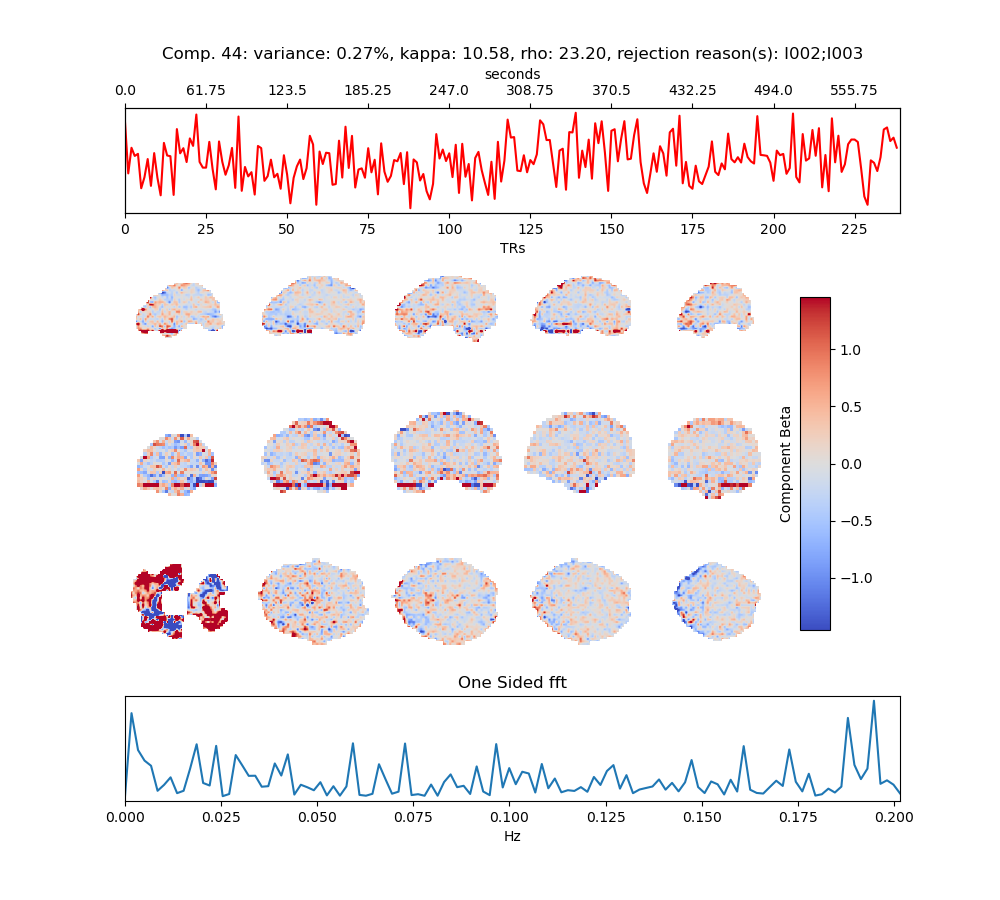 Comp. 44: variance: 0.27%, kappa: 10.58, rho: 23.20, rejection reason(s): I002;I003
seconds
0.0 61.75 123.5 185.25 247.0 308.75 370.5 432.25 494.0 555.75
0 25 50 75 100 125 150 175 200 225
TRs
1.0
0.5
0.0
−0.5
−1.0
Component Beta
One Sided fft
0.000 0.025 0.050 0.075 0.100 0.125 0.150 0.175 0.200
Hz